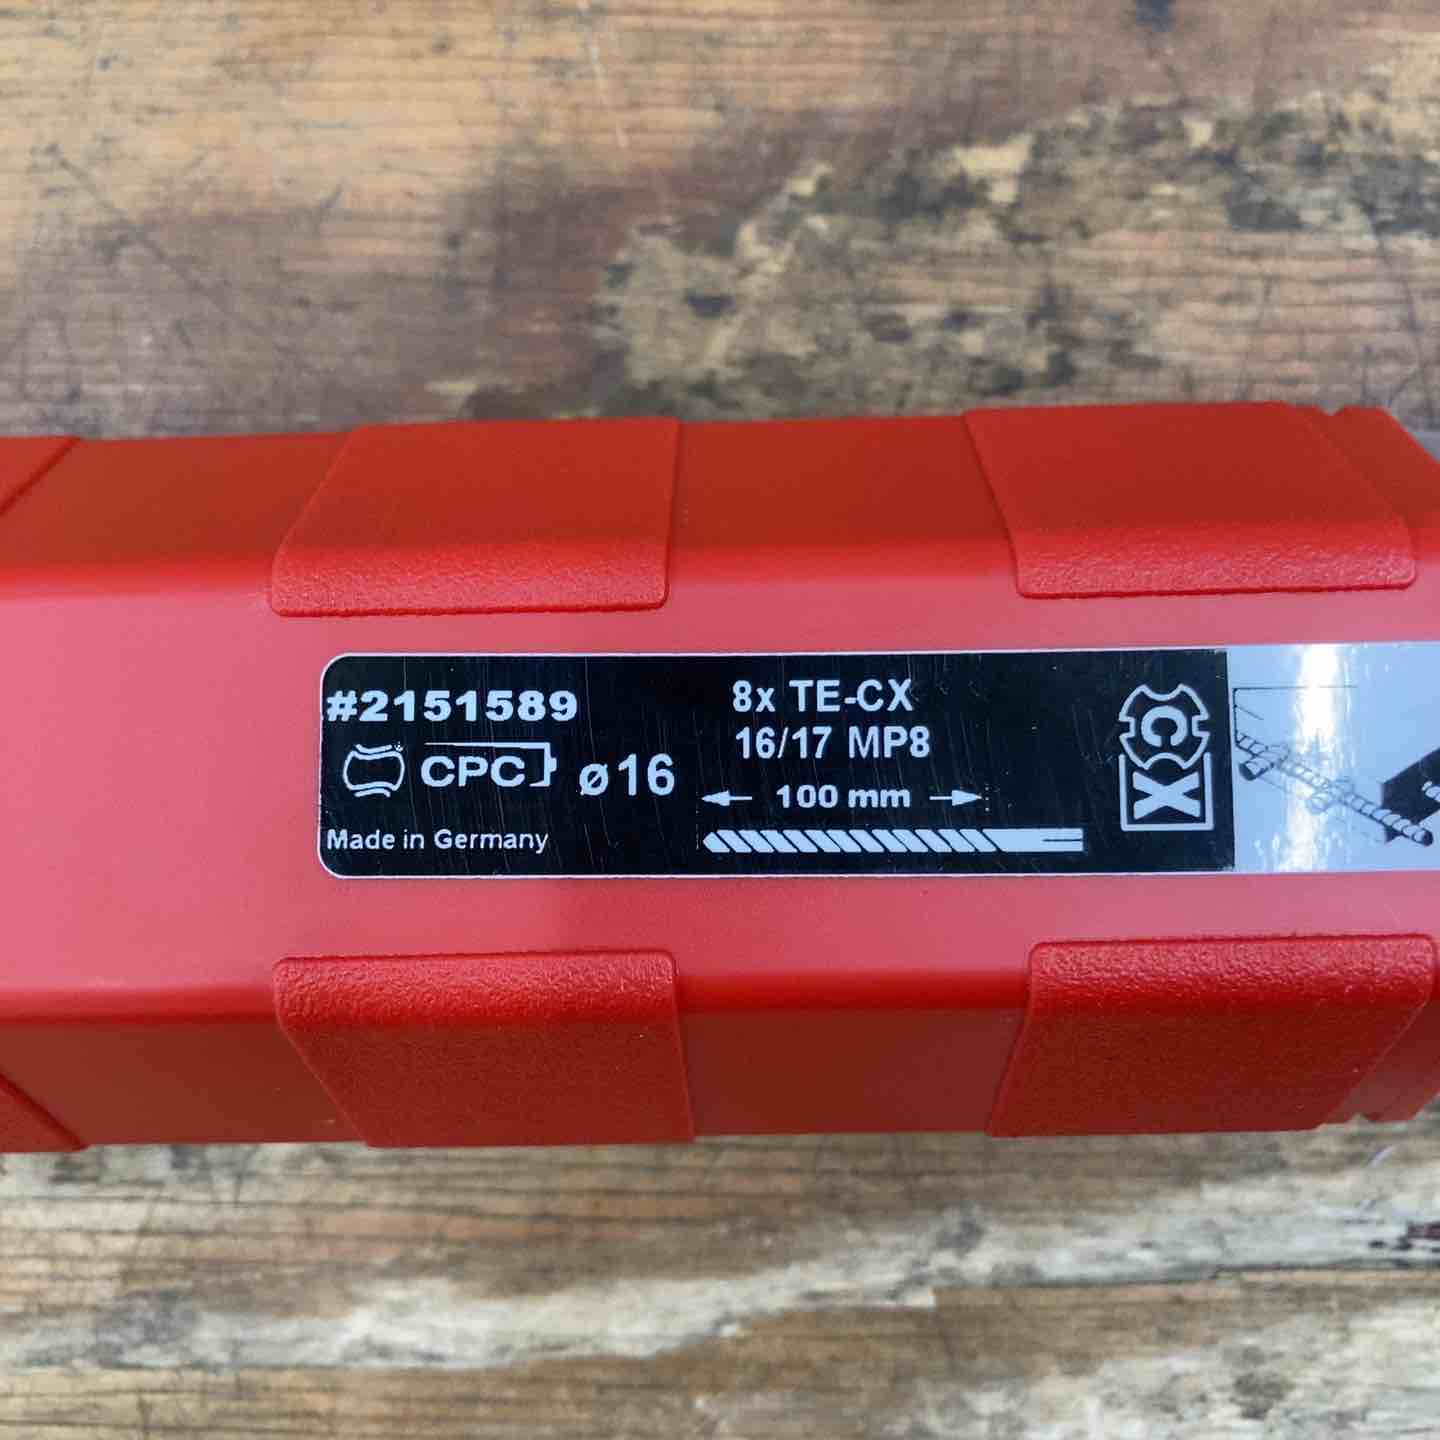 #2151589
CPC ø16
Made in Germany
8x TE-CX
16/17 MP8
100 mm
CX